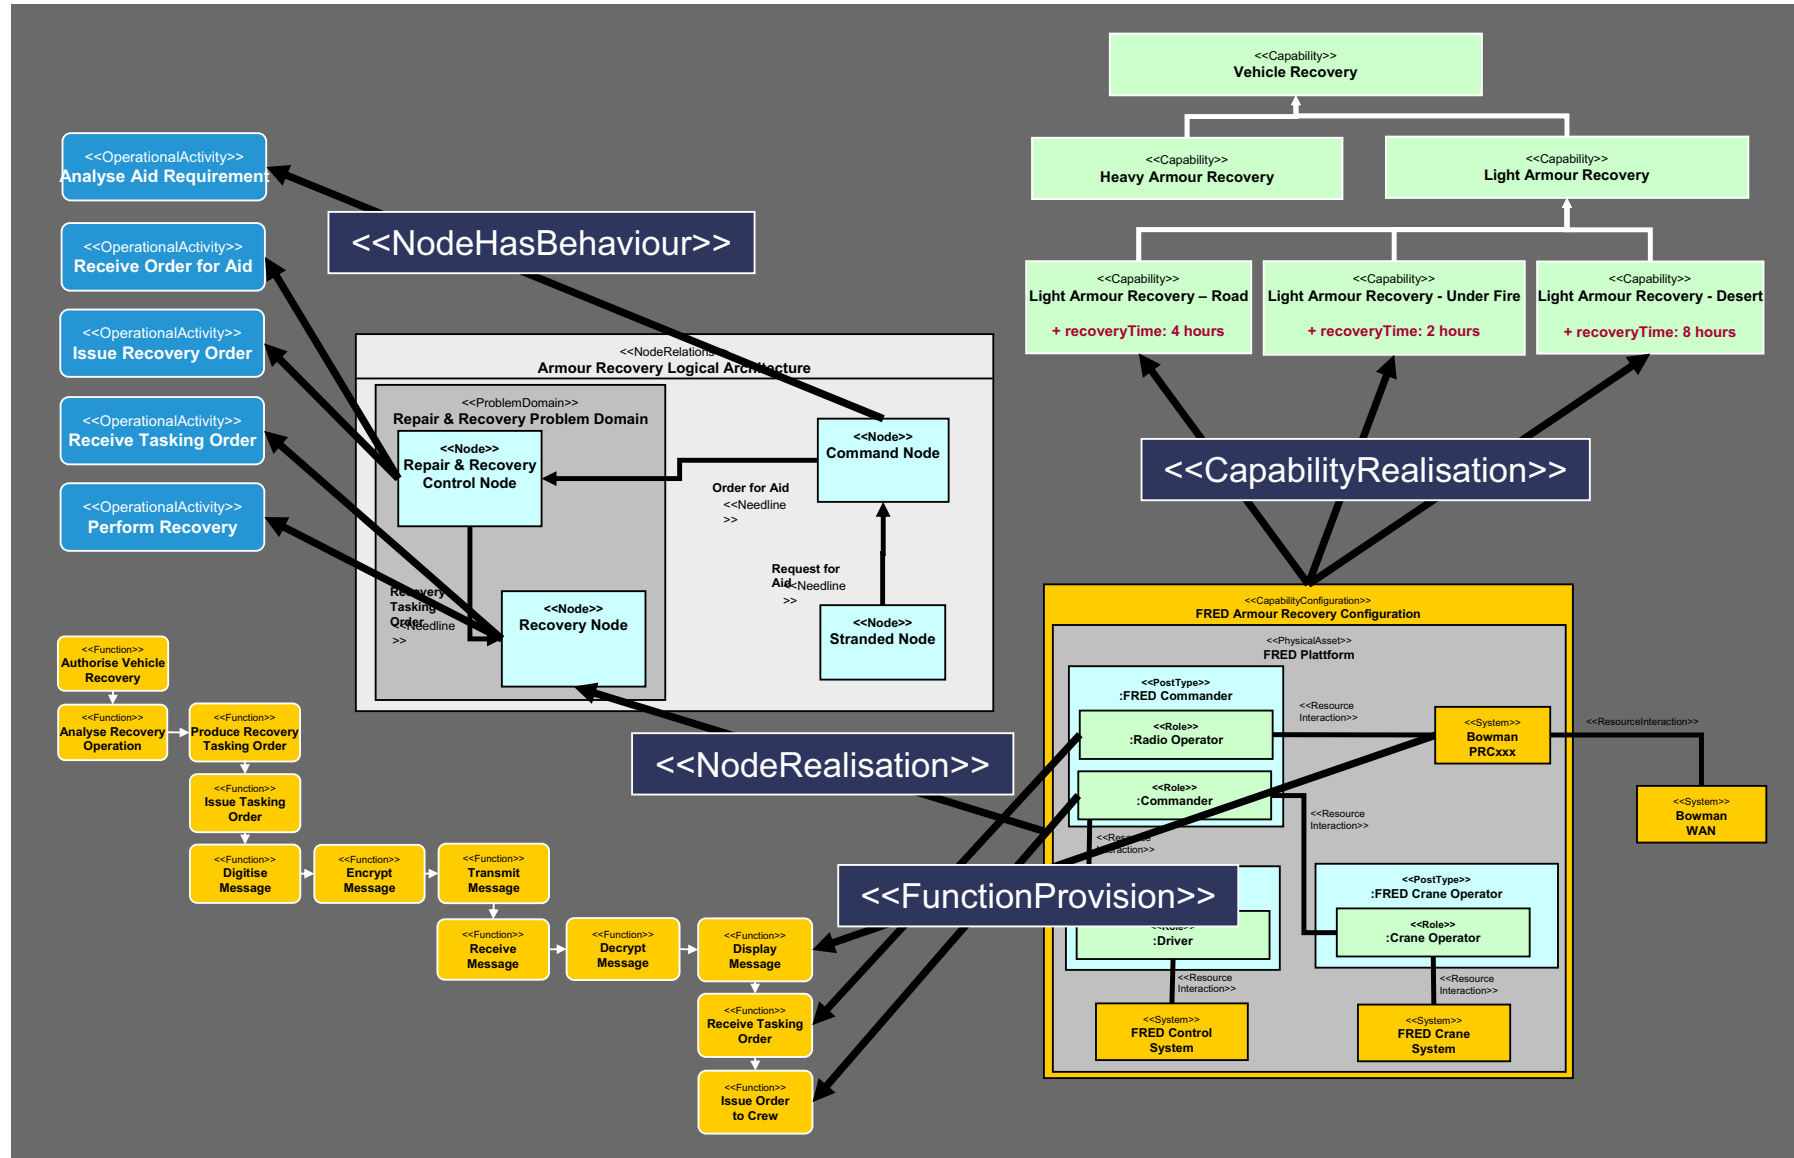 <<Capability>>
Vehicle Recovery
<<Capability>>
Heavy Armour Recovery
<<Capability>>
Light Armour Recovery
<<Capability>>
Light Armour Recovery – Road
+ recoveryTime: 4 hours
<<Capability>>
Light Armour Recovery - Under Fire
+ recoveryTime: 2 hours
<<Capability>>
Light Armour Recovery - Desert
+ recoveryTime: 8 hours
<<OperationalActivity>>
Analyse Aid Requirement
<<OperationalActivity>>
Receive Order for Aid
<<OperationalActivity>>
Issue Recovery Order
<<OperationalActivity>>
Receive Tasking Order
<<OperationalActivity>>
Perform Recovery
<<NodeHasBehaviour>>
<<NodeRelations
Armour Recovery Logical Architecture
<<ProblemDomain>>
Repair & Recovery Problem Domain
<<Node>>
Repair & Recovery
Control Node
<<Node>>
Command Node
Order for Aid
<<Needline
>>
Request for
Aid
<<Needline
>>
Recovery
Tasking
Order
<<Needline
>>
<<Node>>
Recovery Node
<<Node>>
Stranded Node
<<CapabilityRealisation>>
<<NodeRealisation>>
<<FunctionProvision>>
<<Function>>
Authorise Vehicle
Recovery
<<Function>>
Analyse Recovery
Operation
<<Function>>
Produce Recovery
Tasking Order
<<Function>>
Issue Tasking
Order
<<Function>>
Digitise
Message
<<Function>>
Encrypt
Message
<<Function>>
Transmit
Message
<<Function>>
Receive
Message
<<Function>>
Decrypt
Message
<<Function>>
Display
Message
<<Function>>
Receive Tasking
Order
<<Function>>
Issue Order
to Crew
<<CapabilityConfiguration>>
FRED Armour Recovery Configuration
<<PhysicalAsset>>
FRED Plattform
<<PostType>>
:FRED Commander
<<Role>>
:Radio Operator
<<Role>>
:Commander
<<Resource
Interaction>>
<<System>>
Bowman
PRCxxx
<<ResourceInteraction>>
<<System>>
Bowman
WAN
<<Resource
Interaction>>
<<Resource
Interaction>>
<<Role>>
:Driver
<<PostType>>
:FRED Crane Operator
<<Role>>
:Crane Operator
<<Resource
Interaction>>
<<Resource
Interaction>>
<<System>>
FRED Control
System
<<System>>
FRED Crane
System